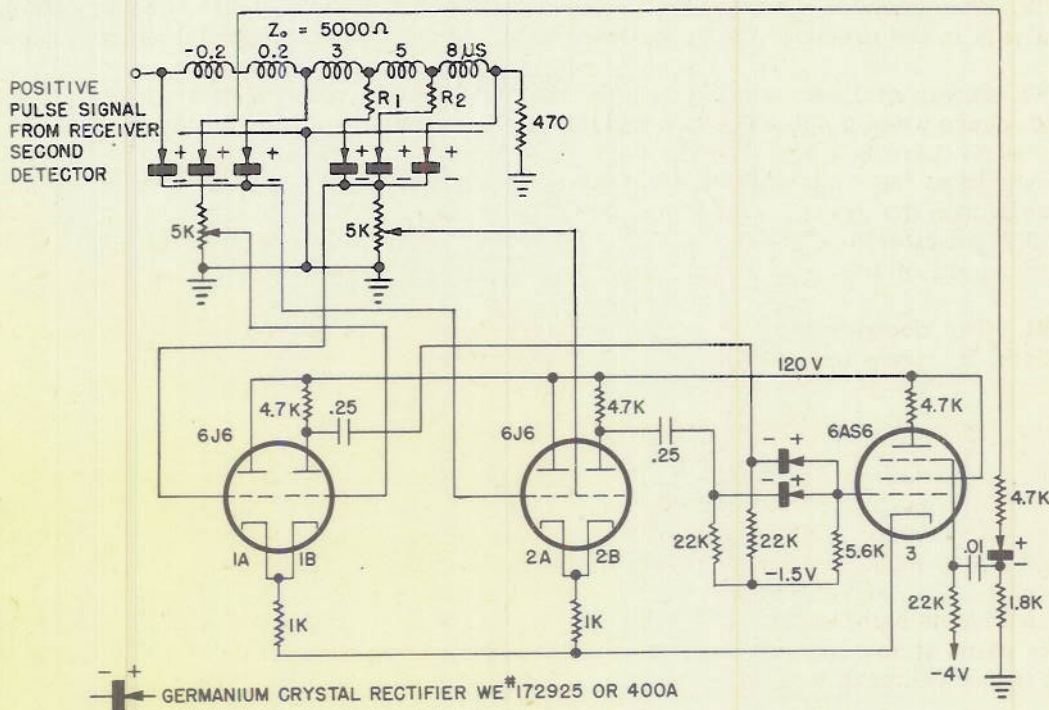 Z₀ = 5000Ω
-0.2 0.2 3 5 8 μS
POSITIVE
PULSE SIGNAL
FROM RECEIVER
SECOND
DETECTOR
R1 R2
470
+ + + + + +
- - - -
5K 5K
120 V
4.7K .25 4.7K 4.7K
6J6 6J6 .25 6AS6
- +
- +
4.7K
1A 1B 2A 2B 22K 22K 5.6K 3 .01 +
-
-1.5V
22K 1.8K
1K 1K
-4V
- + GERMANIUM CRYSTAL RECTIFIER WE#172925 OR 400A